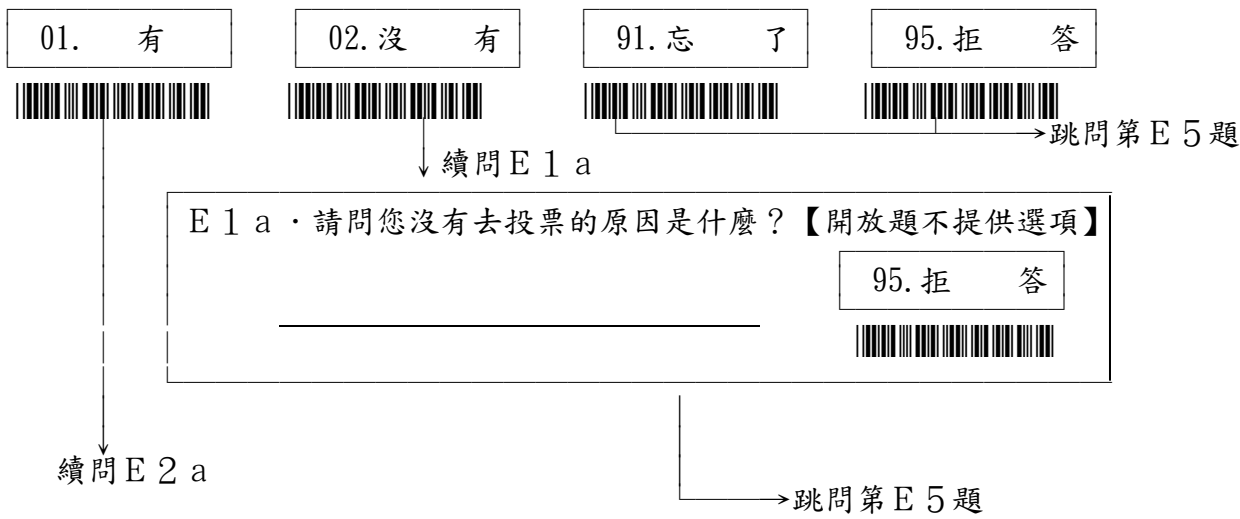 01. 有 02.沒 有 91.忘 了 95.拒 答
→跳問第E5題
續問E1a
E1a．請問您沒有去投票的原因是什麼？【開放題不提供選項】
95.拒 答
續問E2a
→跳問第E5題